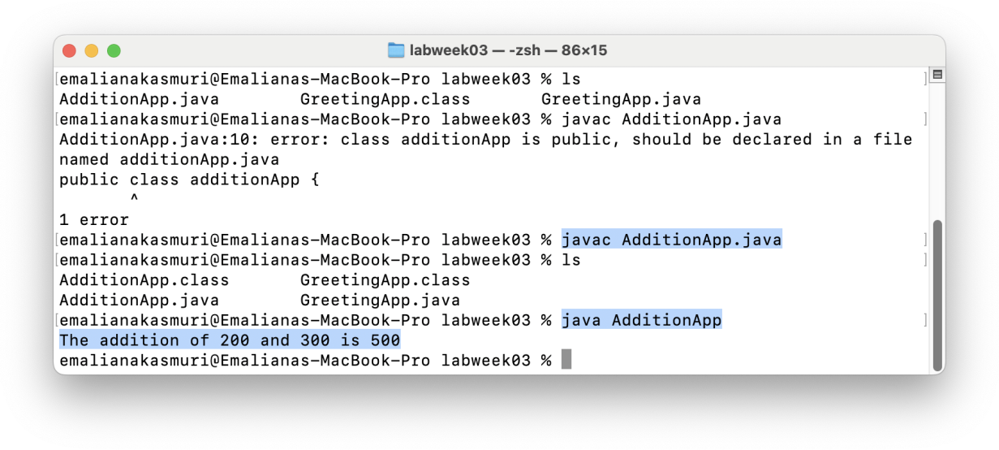 labweek03 — -zsh — 86×15
[emalianakasmuri@Emalianas-MacBook-Pro labweek03 % ls ]
AdditionApp.java        GreetingApp.class       GreetingApp.java
[emalianakasmuri@Emalianas-MacBook-Pro labweek03 % javac AdditionApp.java ]
AdditionApp.java:10: error: class additionApp is public, should be declared in a file
named additionApp.java
public class additionApp {
       ^
1 error
[emalianakasmuri@Emalianas-MacBook-Pro labweek03 % javac AdditionApp.java ]
[emalianakasmuri@Emalianas-MacBook-Pro labweek03 % ls ]
AdditionApp.class       GreetingApp.class
AdditionApp.java        GreetingApp.java
[emalianakasmuri@Emalianas-MacBook-Pro labweek03 % java AdditionApp ]
The addition of 200 and 300 is 500
emalianakasmuri@Emalianas-MacBook-Pro labweek03 %